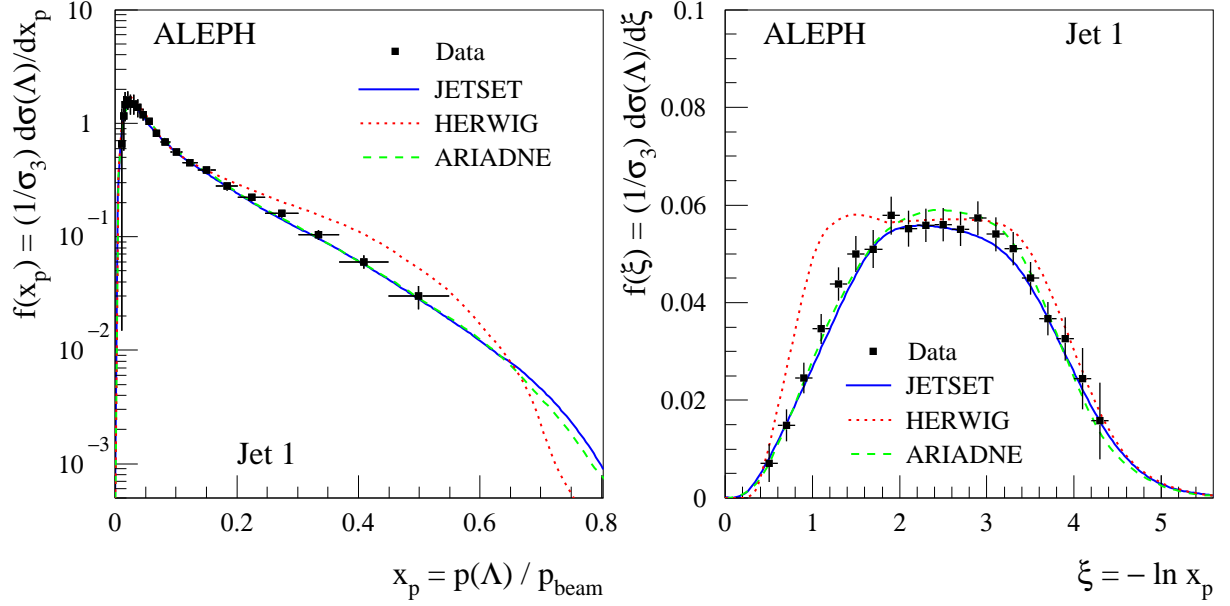 f(x_p) = (1/σ_3) dσ(Λ)/dx_p
ALEPH
Data
JETSET
HERWIG
ARIADNE
Jet 1
10
1
10^-1
10^-2
10^-3
0 0.2 0.4 0.6 0.8
x_p = p(Λ) / p_beam
f(ξ) = (1/σ_3) dσ(Λ)/dξ
ALEPH Jet 1
Data
JETSET
HERWIG
ARIADNE
0.1
0.08
0.06
0.04
0.02
0
0 1 2 3 4 5
ξ = − ln x_p